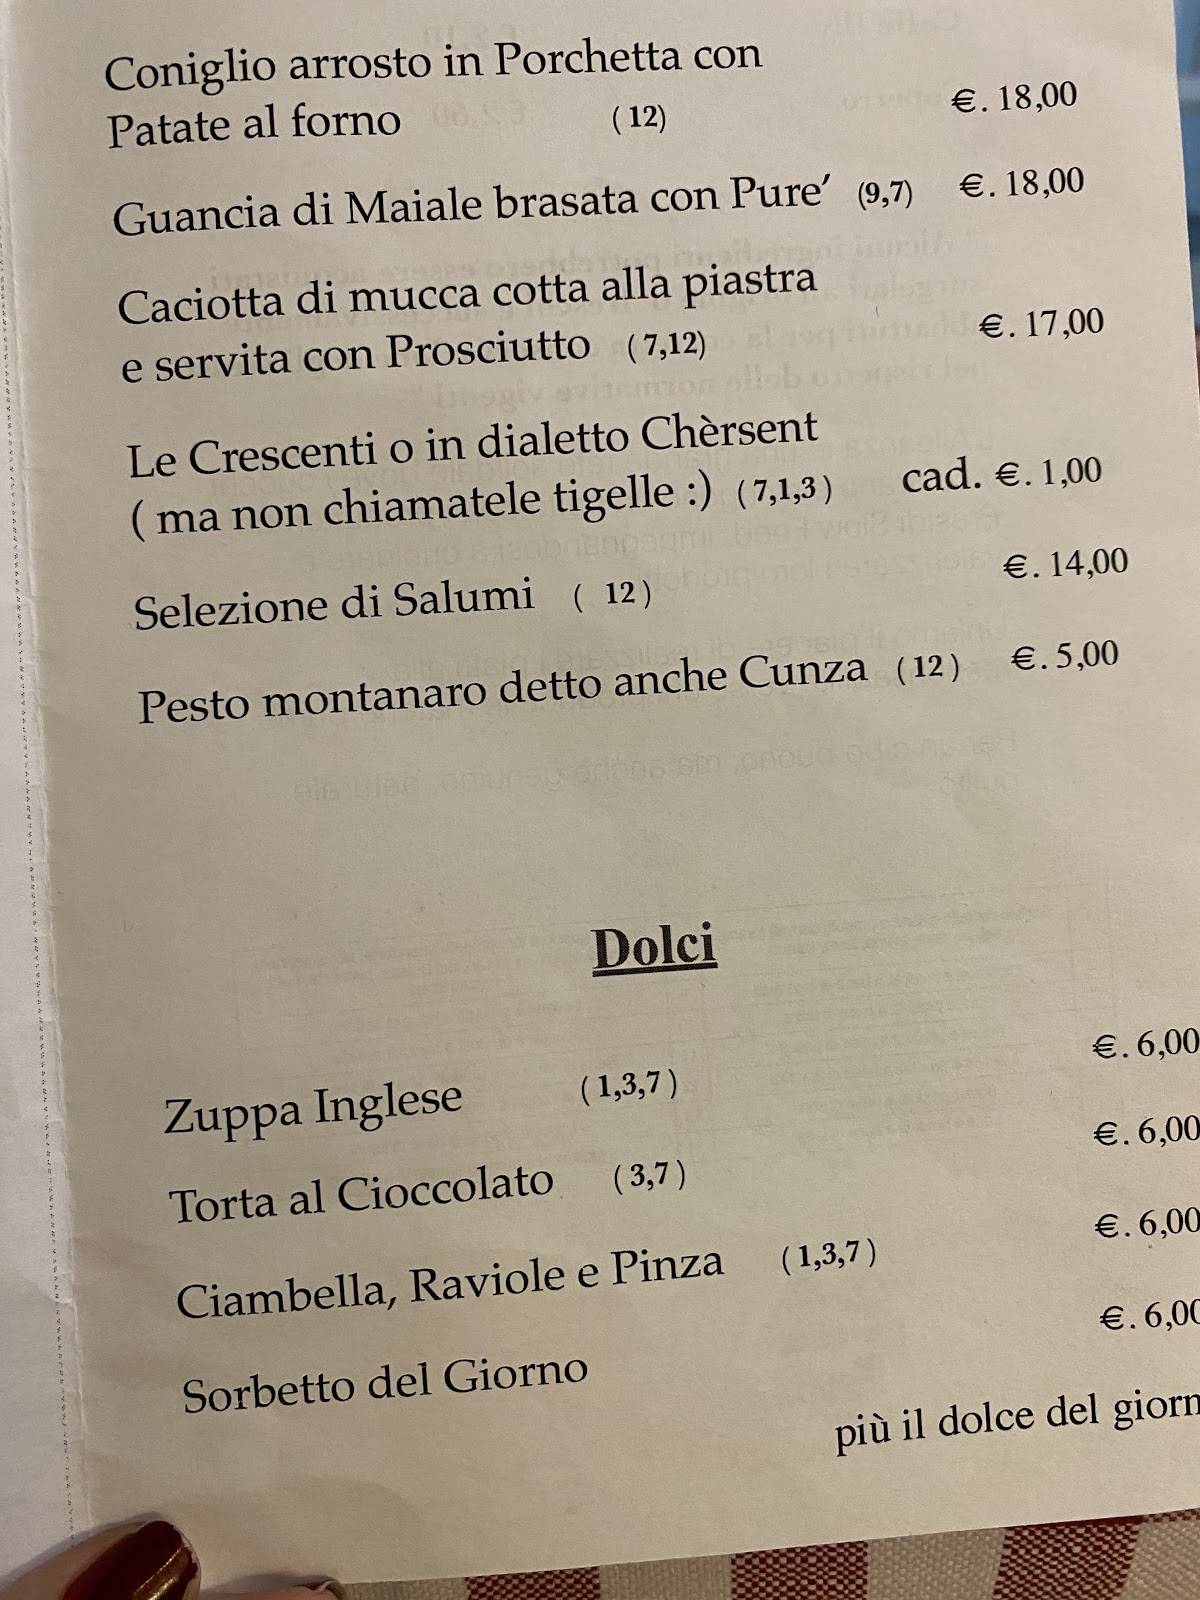 Coniglio arrosto in Porchetta con
Patate al forno ( 12) €. 18,00
Guancia di Maiale brasata con Pure' (9,7) €. 18,00
Caciotta di mucca cotta alla piastra
e servita con Prosciutto ( 7,12) €. 17,00
Le Crescenti o in dialetto Chèrsent
( ma non chiamatele tigelle :) ( 7,1,3 ) cad. €. 1,00
Selezione di Salumi ( 12 ) €. 14,00
Pesto montanaro detto anche Cunza ( 12 ) €. 5,00
Dolci
Zuppa Inglese ( 1,3,7 ) €. 6,00
Torta al Cioccolato ( 3,7 ) €. 6,00
Ciambella, Raviole e Pinza ( 1,3,7 ) €. 6,00
Sorbetto del Giorno €. 6,00
più il dolce del giorn